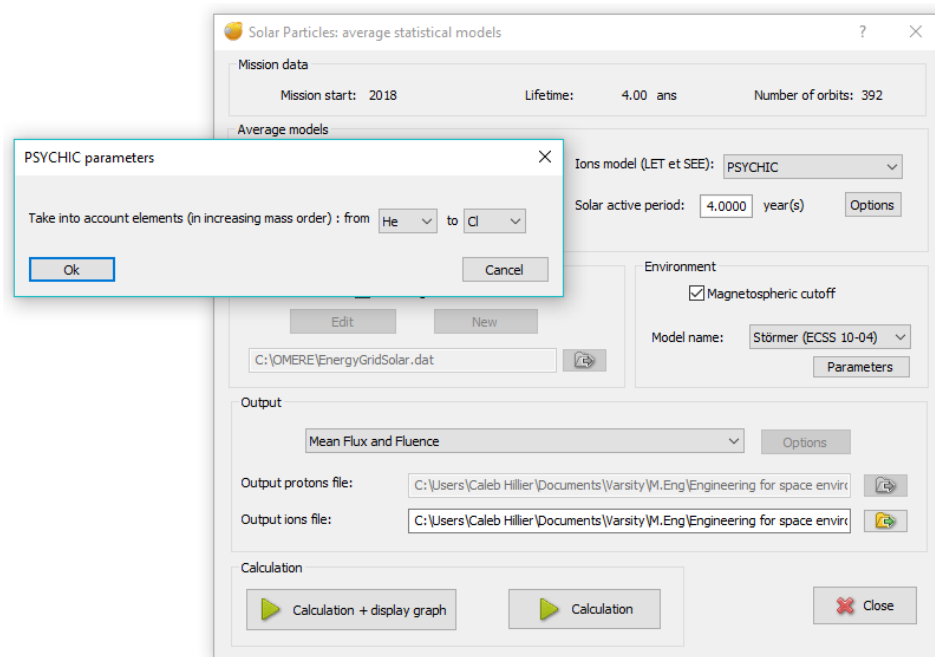 Solar Particles: average statistical models
Mission data
Mission start: 2018 Lifetime: 4.00 ans Number of orbits: 392
Average models
PSYCHIC parameters
Take into account elements (in increasing mass order) : from He to Cl
Ok Cancel
Ions model (LET et SEE): PSYCHIC
Solar active period: 4.0000 year(s) Options
Edit New
C:\OMERE\EnergyGridSolar.dat
Environment
Magnetospheric cutoff
Model name: Störmer (ECSS 10-04)
Parameters
Output
Mean Flux and Fluence Options
Output protons file: C:\Users\Caleb Hillier\Documents\Varsity\M.Eng\Engineering for space envir
Output ions file: C:\Users\Caleb Hillier\Documents\Varsity\M.Eng\Engineering for space envir
Calculation
Calculation + display graph Calculation Close